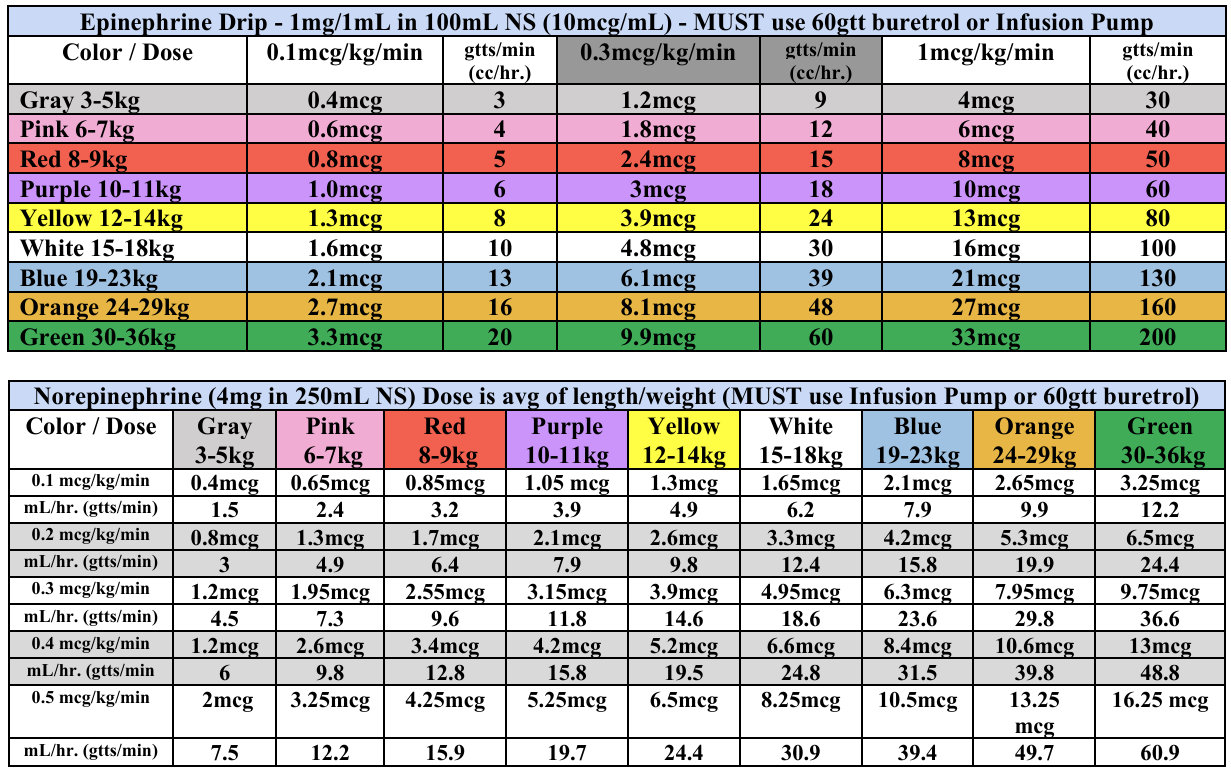 Epinephrine Drip - 1mg/1mL in 100mL NS (10mcg/mL) - MUST use 60gtt buretrol or Infusion Pump
Color / Dose 0.1mcg/kg/min gtts/min (cc/hr.) 0.3mcg/kg/min gtts/min (cc/hr.) 1mcg/kg/min gtts/min (cc/hr.)
Gray 3-5kg 0.4mcg 3 1.2mcg 9 4mcg 30
Pink 6-7kg 0.6mcg 4 1.8mcg 12 6mcg 40
Red 8-9kg 0.8mcg 5 2.4mcg 15 8mcg 50
Purple 10-11kg 1.0mcg 6 3mcg 18 10mcg 60
Yellow 12-14kg 1.3mcg 8 3.9mcg 24 13mcg 80
White 15-18kg 1.6mcg 10 4.8mcg 30 16mcg 100
Blue 19-23kg 2.1mcg 13 6.1mcg 39 21mcg 130
Orange 24-29kg 2.7mcg 16 8.1mcg 48 27mcg 160
Green 30-36kg 3.3mcg 20 9.9mcg 60 33mcg 200
Norepinephrine (4mg in 250mL NS) Dose is avg of length/weight (MUST use Infusion Pump or 60gtt buretrol)
Color / Dose Gray Pink Red Purple Yellow White Blue Orange Green
3-5kg 6-7kg 8-9kg 10-11kg 12-14kg 15-18kg 19-23kg 24-29kg 30-36kg
0.1 mcg/kg/min 0.4mcg 0.65mcg 0.85mcg 1.05 mcg 1.3mcg 1.65mcg 2.1mcg 2.65mcg 3.25mcg
mL/hr. (gtts/min) 1.5 2.4 3.2 3.9 4.9 6.2 7.9 9.9 12.2
0.2 mcg/kg/min 0.8mcg 1.3mcg 1.7mcg 2.1mcg 2.6mcg 3.3mcg 4.2mcg 5.3mcg 6.5mcg
mL/hr. (gtts/min) 3 4.9 6.4 7.9 9.8 12.4 15.8 19.9 24.4
0.3 mcg/kg/min 1.2mcg 1.95mcg 2.55mcg 3.15mcg 3.9mcg 4.95mcg 6.3mcg 7.95mcg 9.75mcg
mL/hr. (gtts/min) 4.5 7.3 9.6 11.8 14.6 18.6 23.6 29.8 36.6
0.4 mcg/kg/min 1.2mcg 2.6mcg 3.4mcg 4.2mcg 5.2mcg 6.6mcg 8.4mcg 10.6mcg 13mcg
mL/hr. (gtts/min 6 9.8 12.8 15.8 19.5 24.8 31.5 39.8 48.8
0.5 mcg/kg/min 2mcg 3.25mcg 4.25mcg 5.25mcg 6.5mcg 8.25mcg 10.5mcg 13.25 mcg 16.25 mcg
mL/hr. (gtts/min) 7.5 12.2 15.9 19.7 24.4 30.9 39.4 49.7 60.9